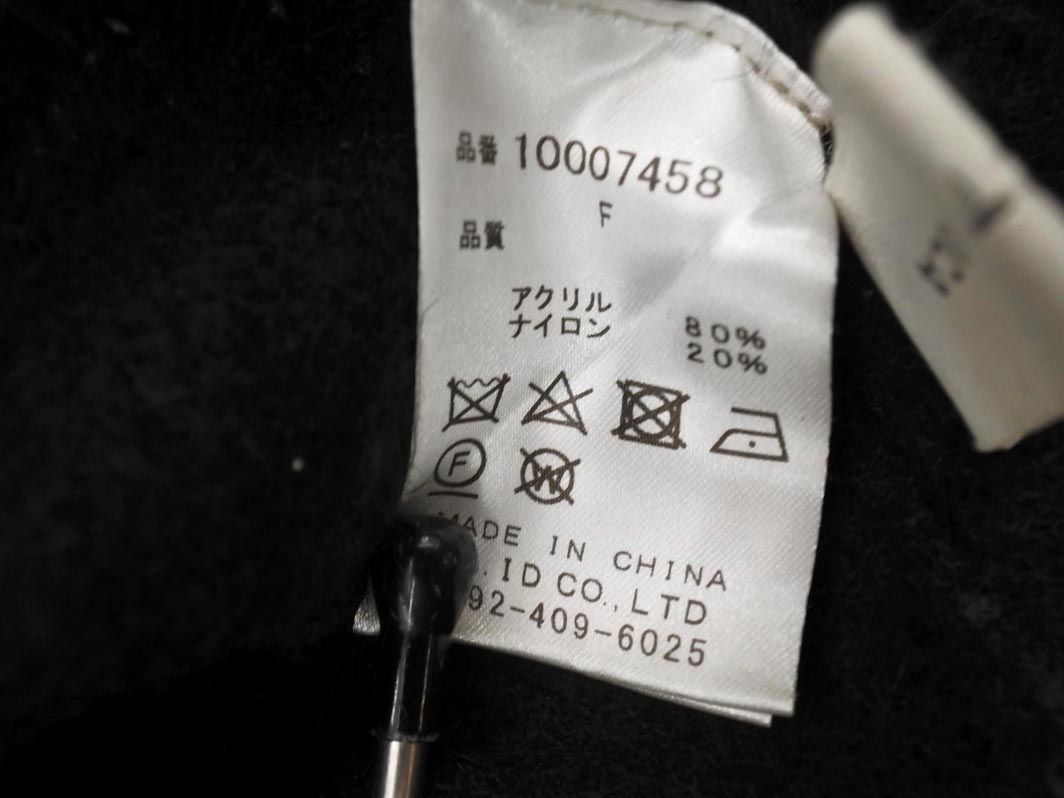 品番 10007458
F
品質
アクリル 80%
ナイロン 20%
F W
MADE IN CHINA
ID CO.,LTD
92-409-6025